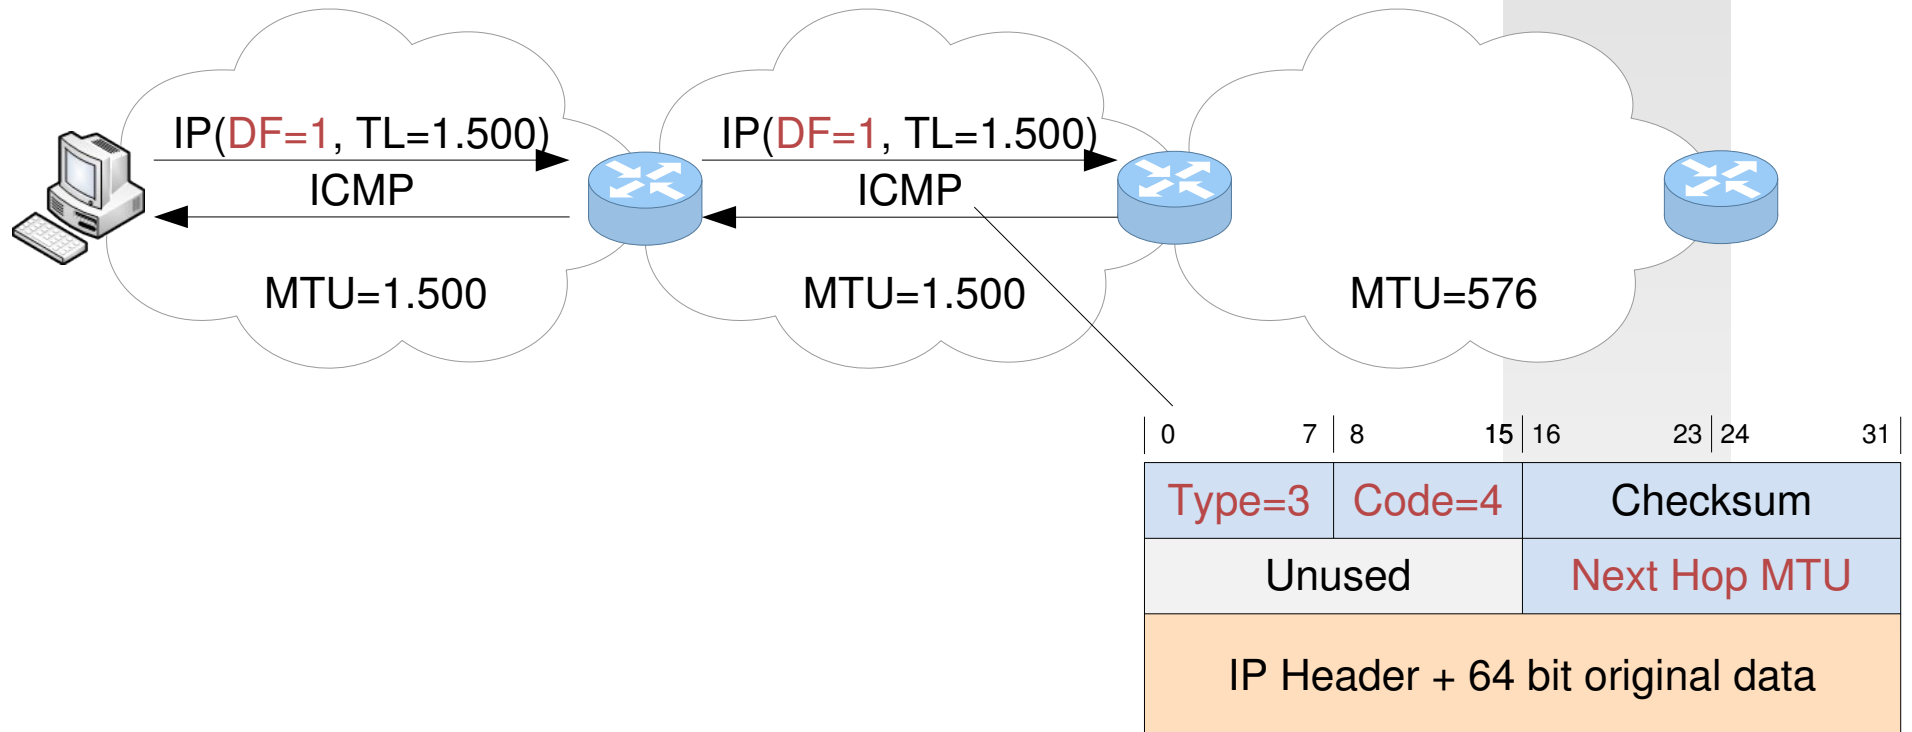 IP(DF=1, TL=1.500)
IP(DF=1, TL=1.500)
ICMP
ICMP
MTU=1.500
MTU=1.500
MTU=576
0 7 8 15 16 23 24 31
Type=3 Code=4 Checksum
Unused Next Hop MTU
IP Header + 64 bit original data